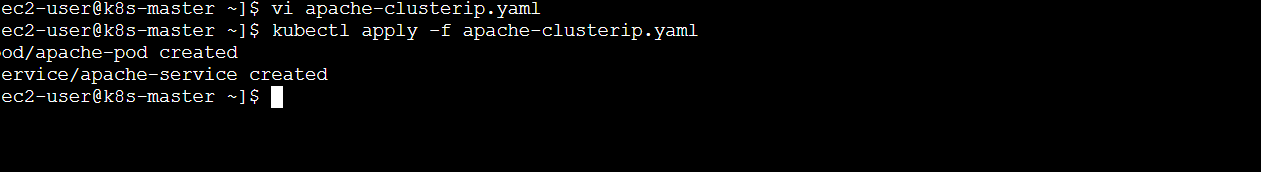 ec2-user@k8s-master ~]$ vi apache-clusterip.yaml
ec2-user@k8s-master ~]$ kubectl apply -f apache-clusterip.yaml
od/apache-pod created
ervice/apache-service created
ec2-user@k8s-master ~]$